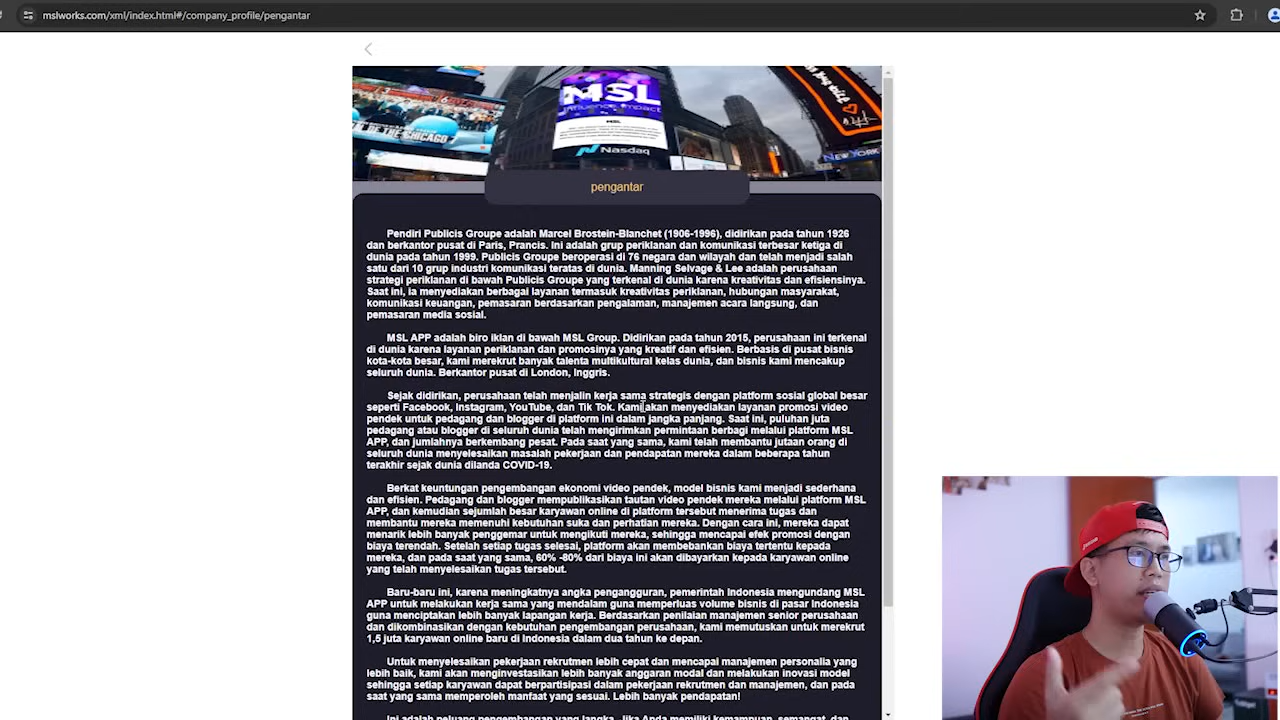 mslworks.com/xml/index.html#/company_profile/pengantar
BE THE CHICAGO
MSL
Influence Impact
MSL
Nasdaq
NEW YORK
pengantar
Pendiri Publicis Groupe adalah Marcel Brostein-Blanchet (1906-1996), didirikan pada tahun 1926
dan berkantor pusat di Paris, Prancis. Ini adalah grup periklanan dan komunikasi terbesar ketiga di
dunia pada tahun 1999. Publicis Groupe beroperasi di 76 negara dan wilayah dan telah menjadi salah
satu dari 10 grup industri komunikasi teratas di dunia. Manning Selvage & Lee adalah perusahaan
strategi periklanan di bawah Publicis Groupe yang terkenal di dunia karena kreativitas dan efisiensinya.
Saat ini, ia menyediakan berbagai layanan termasuk kreativitas periklanan, hubungan masyarakat,
komunikasi keuangan, pemasaran berdasarkan pengalaman, manajemen acara langsung, dan
pemasaran media sosial.
MSL APP adalah biro iklan di bawah MSL Group. Didirikan pada tahun 2015, perusahaan ini terkenal
di dunia karena layanan periklanan dan promosinya yang kreatif dan efisien. Berbasis di pusat bisnis
kota-kota besar, kami merekrut banyak talenta multikultural kelas dunia, dan bisnis kami mencakup
seluruh dunia. Berkantor pusat di London, Inggris.
Sejak didirikan, perusahaan telah menjalin kerja sama strategis dengan platform sosial global besar
seperti Facebook, Instagram, YouTube, dan Tik Tok. Kami akan menyediakan layanan promosi video
pendek untuk pedagang dan blogger di platform ini dalam jangka panjang. Saat ini, puluhan juta
pedagang atau blogger di seluruh dunia telah mengirimkan permintaan berbagi melalui platform MSL
APP, dan jumlahnya berkembang pesat. Pada saat yang sama, kami telah membantu jutaan orang di
seluruh dunia menyelesaikan masalah pekerjaan dan pendapatan mereka dalam beberapa tahun
terakhir sejak dunia dilanda COVID-19.
Berkat keuntungan pengembangan ekonomi video pendek, model bisnis kami menjadi sederhana
dan efisien. Pedagang dan blogger mempublikasikan tautan video pendek mereka melalui platform MSL
APP, dan kemudian sejumlah besar karyawan online di platform tersebut menerima tugas dan
membantu mereka memenuhi kebutuhan suka dan perhatian mereka. Dengan cara ini, mereka dapat
menarik lebih banyak penggemar untuk mengikuti mereka, sehingga mencapai efek promosi dengan
biaya terendah. Setelah setiap tugas selesai, platform akan membebankan biaya tertentu kepada
mereka, dan pada saat yang sama, 60% -80% dari biaya ini akan dibayarkan kepada karyawan online
yang telah menyelesaikan tugas tersebut.
Baru-baru ini, karena meningkatnya angka pengangguran, pemerintah Indonesia mengundang MSL
APP untuk melakukan kerja sama yang mendalam guna memperluas volume bisnis di pasar indonesia
guna menciptakan lebih banyak lapangan kerja. Berdasarkan penilaian manajemen senior perusahaan
dan dikombinasikan dengan kebutuhan pengembangan perusahaan, kami memutuskan untuk merekrut
1,5 juta karyawan online baru di Indonesia dalam dua tahun ke depan.
Untuk menyelesaikan pekerjaan rekrutmen lebih cepat dan mencapai manajemen personalia yang
lebih baik, kami akan menginvestasikan lebih banyak anggaran modal dan melakukan inovasi model
sehingga setiap karyawan dapat berpartisipasi dalam pekerjaan rekrutmen dan manajemen, dan pada
saat yang sama memperoleh manfaat yang sesuai. Lebih banyak pendapatan!
Ini adalah peluang pengembangan yang langka. Jika Anda memiliki kemampuan, semangat, dan